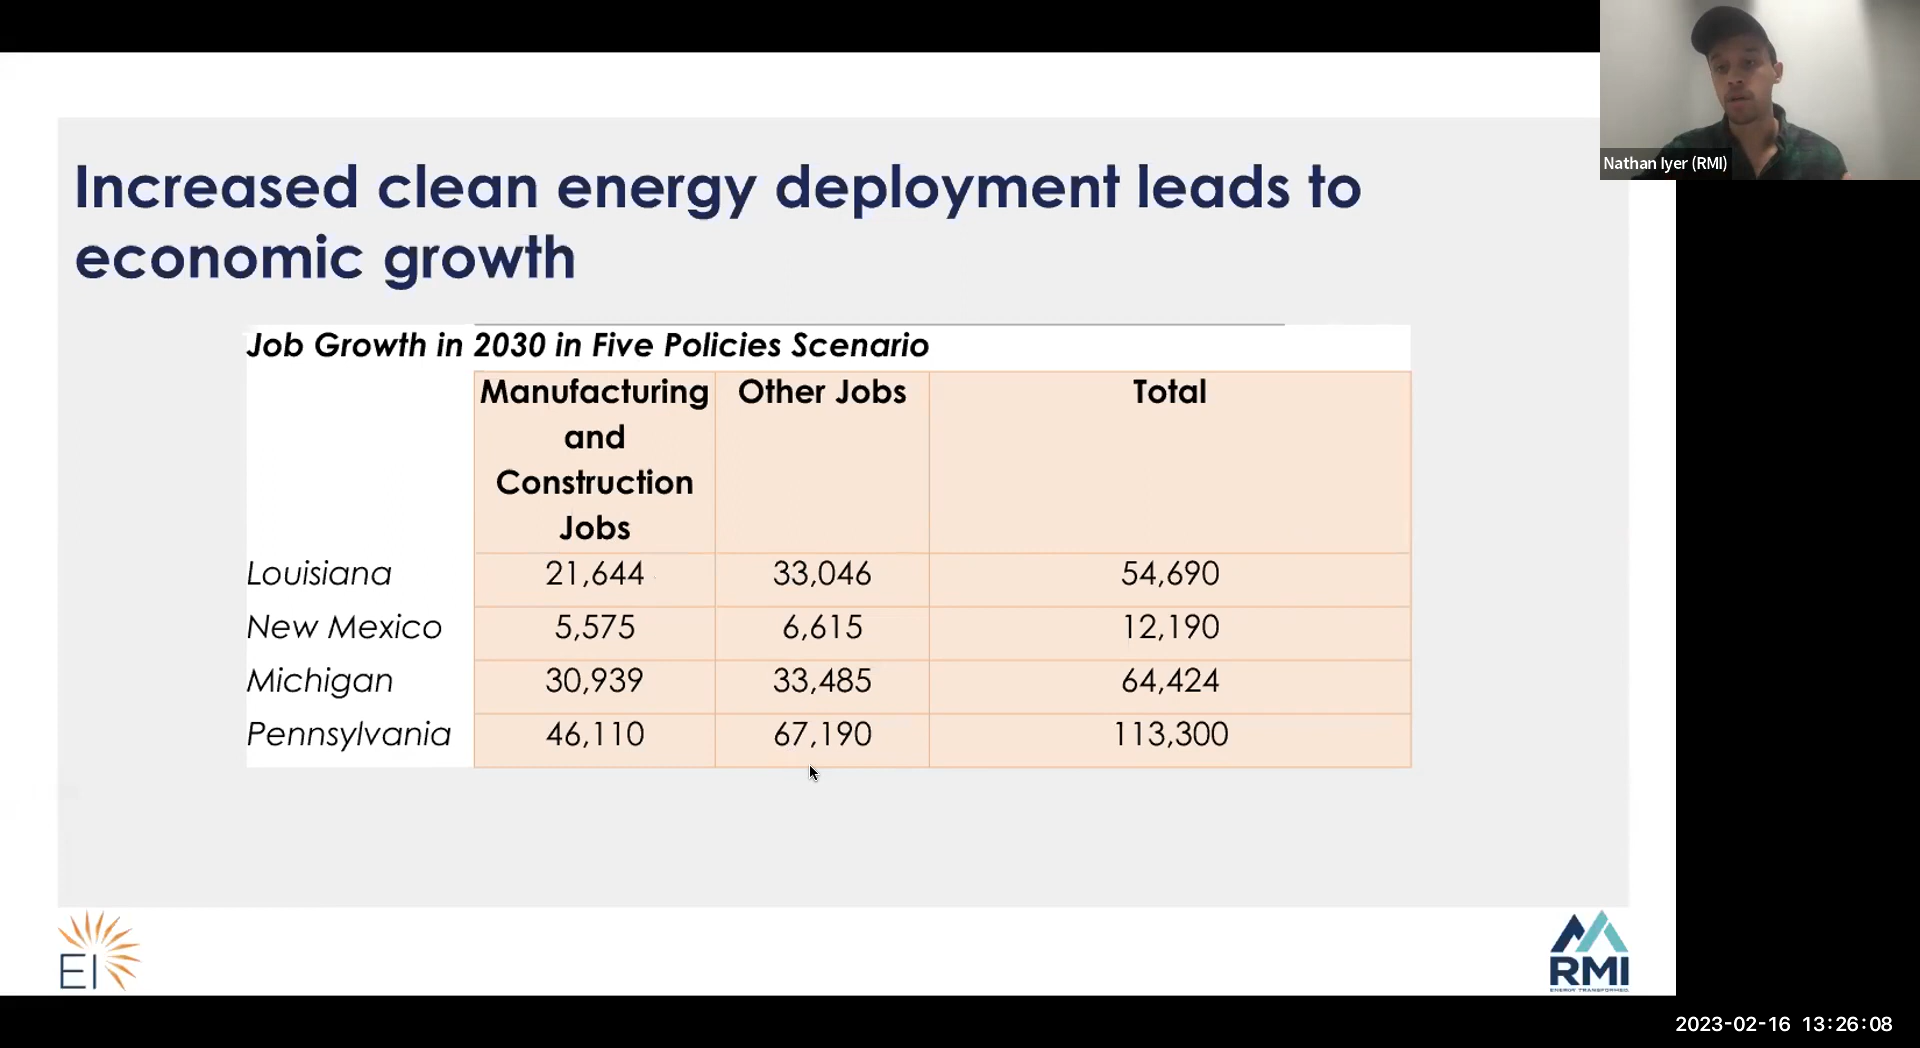 Increased clean energy deployment leads to
economic growth
Nathan Iyer (RMI)
Job Growth in 2030 in Five Policies Scenario
Manufacturing and Construction Jobs Other Jobs Total
Louisiana 21,644 33,046 54,690
New Mexico 5,575 6,615 12,190
Michigan 30,939 33,485 64,424
Pennsylvania 46,110 67,190 113,300
EI
RMI
ENERGY TRANSFORMED.
2023-02-16 13:26:08